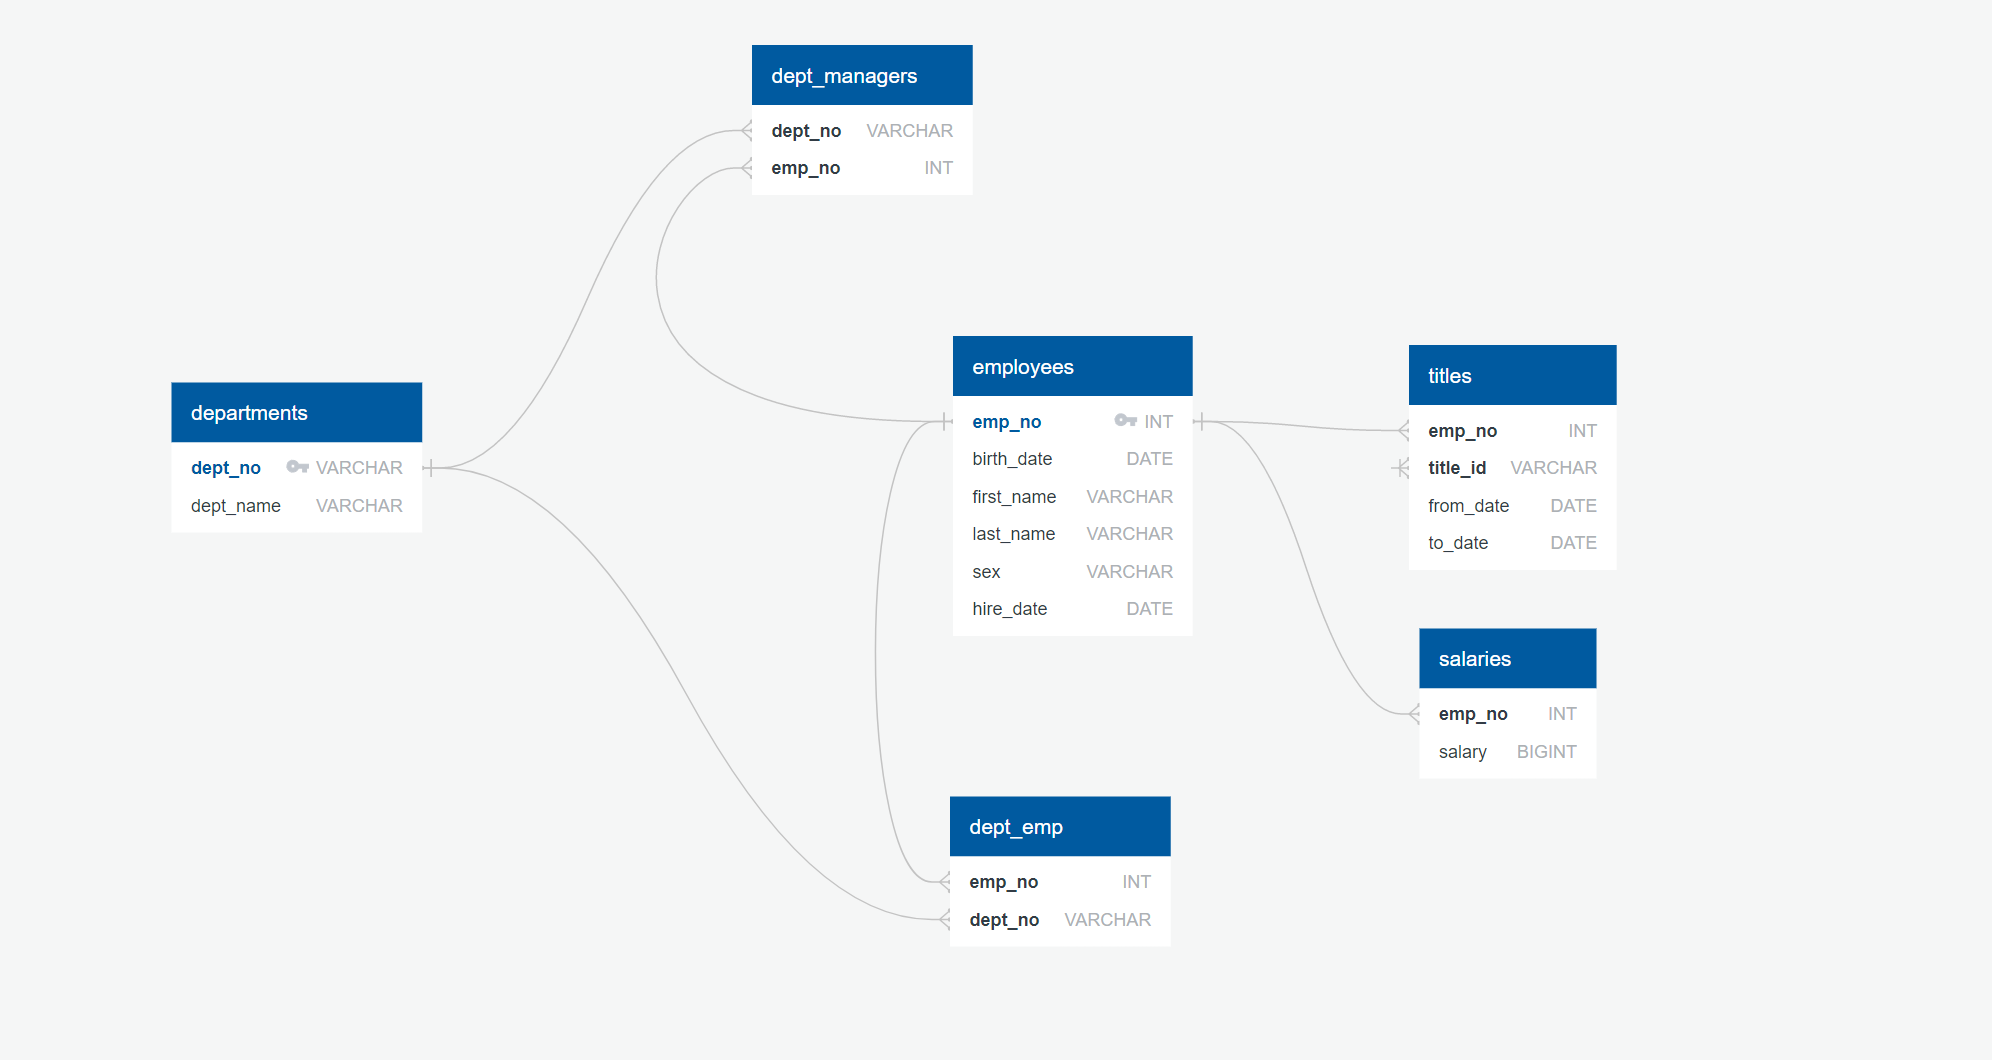 dept_managers
dept_no VARCHAR
emp_no INT
departments
dept_no VARCHAR
dept_name VARCHAR
employees
emp_no INT
birth_date DATE
first_name VARCHAR
last_name VARCHAR
sex VARCHAR
hire_date DATE
titles
emp_no INT
title_id VARCHAR
from_date DATE
to_date DATE
salaries
emp_no INT
salary BIGINT
dept_emp
emp_no INT
dept_no VARCHAR